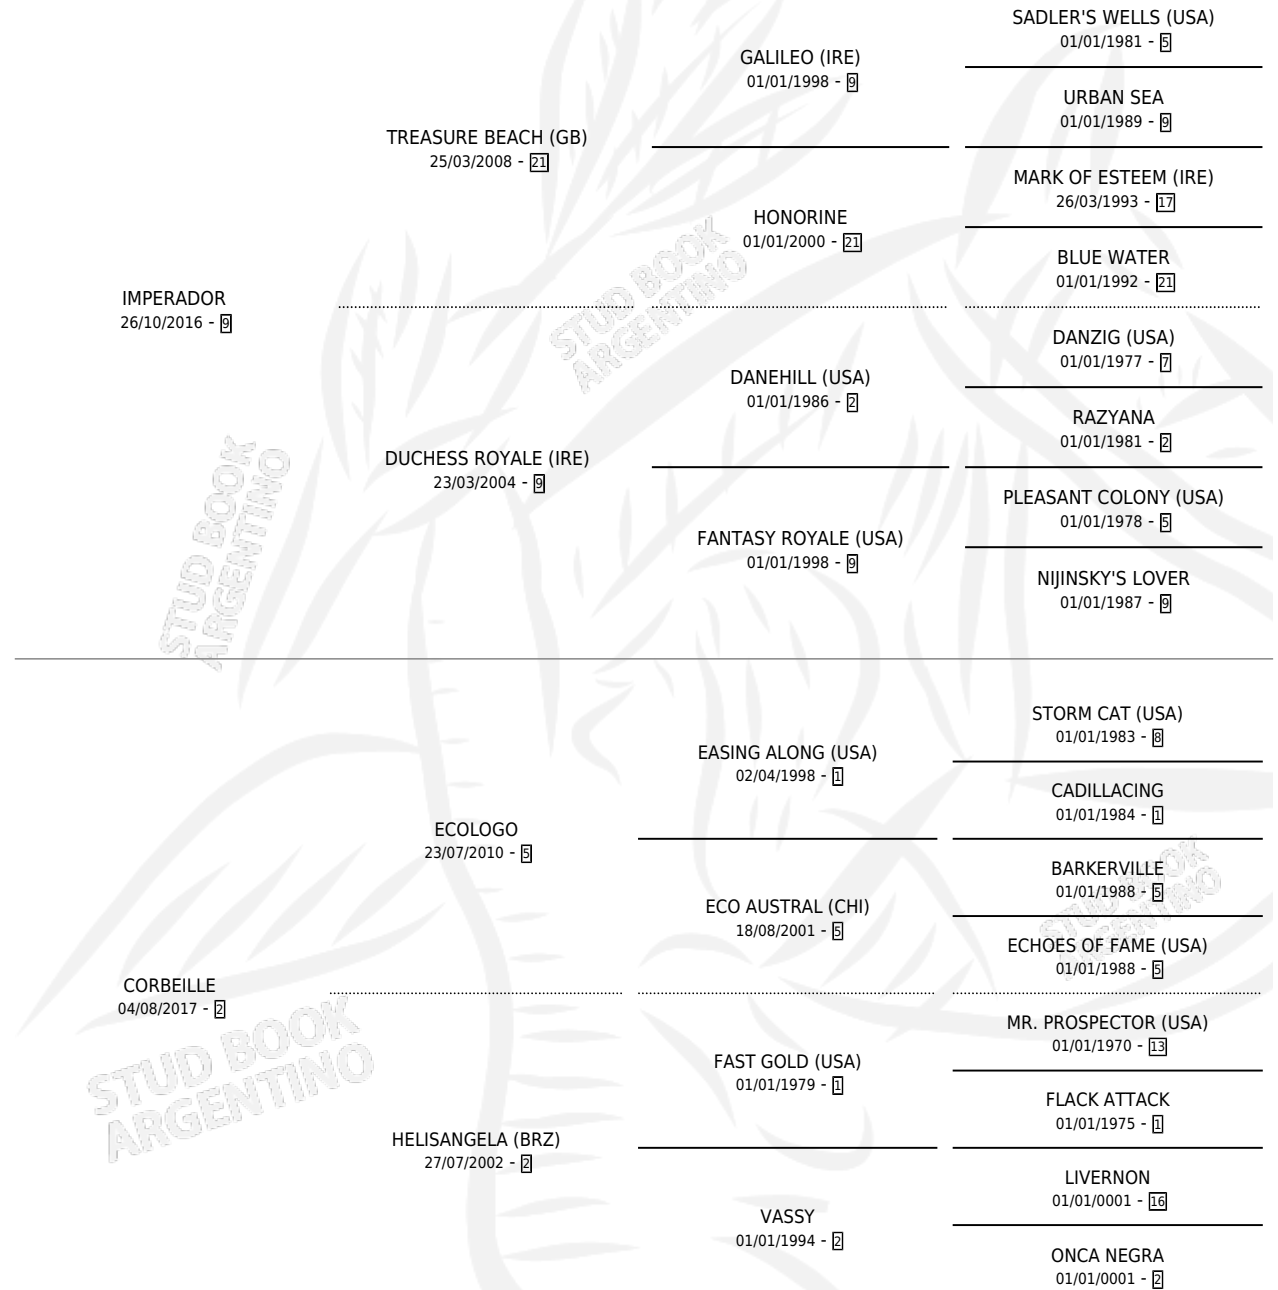 SADLER'S WELLS (USA)
01/01/1981 - 5
GALILEO (IRE)
01/01/1998 - 9
URBAN SEA
01/01/1989 - 9
TREASURE BEACH (GB)
25/03/2008 - 21
MARK OF ESTEEM (IRE)
26/03/1993 - 17
HONORINE
01/01/2000 - 21
BLUE WATER
01/01/1992 - 21
IMPERADOR
26/10/2016 - 9
STUD BOOK
ARGENTINO
DANZIG (USA)
01/01/1977 - 7
DANEHILL (USA)
01/01/1986 - 2
RAZYANA
01/01/1981 - 2
DUCHESS ROYALE (IRE)
23/03/2004 - 9
PLEASANT COLONY (USA)
01/01/1978 - 5
FANTASY ROYALE (USA)
01/01/1998 - 9
NIJINSKY'S LOVER
01/01/1987 - 9
STUD BOOK
ARGENTINO
STORM CAT (USA)
01/01/1983 - 8
EASING ALONG (USA)
02/04/1998 - 1
CADILLACING
01/01/1984 - 1
ECOLOGO
23/07/2010 - 5
BARKERVILLE
01/01/1988 - 5
STUD BOOK
ARGENTINO
ECO AUSTRAL (CHI)
18/08/2001 - 5
ECHOES OF FAME (USA)
01/01/1988 - 5
CORBEILLE
04/08/2017 - 2
STUD BOOK
ARGENTINO
MR. PROSPECTOR (USA)
01/01/1970 - 13
FAST GOLD (USA)
01/01/1979 - 1
FLACK ATTACK
01/01/1975 - 1
HELISANGELA (BRZ)
27/07/2002 - 2
LIVERNON
01/01/0001 - 16
VASSY
01/01/1994 - 2
ONCA NEGRA
01/01/0001 - 2